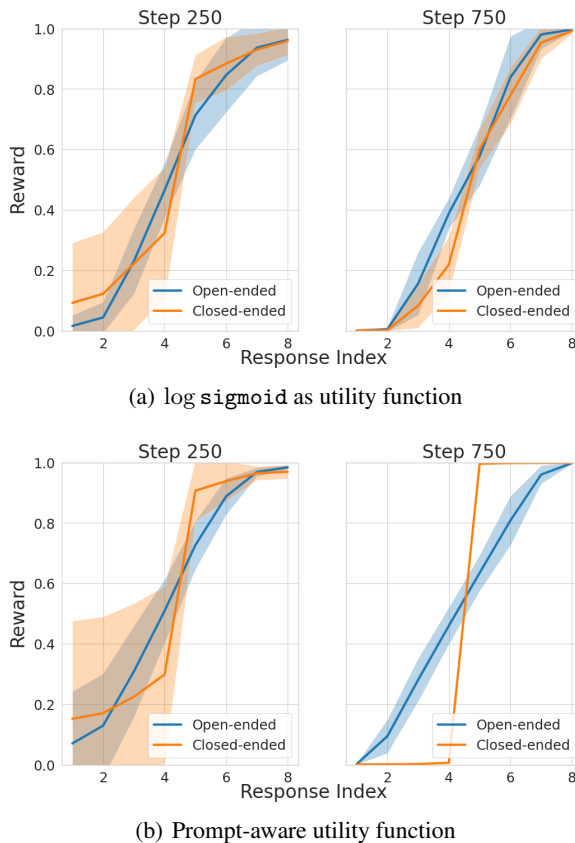 Step 250
Step 750
Reward
1.0
0.8
0.6
0.4
0.2
0.0
Open-ended
Closed-ended
Open-ended
Closed-ended
2 4 6 8
2 4 6 8
Response Index
(a) log sigmoid as utility function
Step 250
Step 750
Reward
1.0
0.8
0.6
0.4
0.2
0.0
Open-ended
Closed-ended
Open-ended
Closed-ended
2 4 6 8
2 4 6 8
Response Index
(b) Prompt-aware utility function